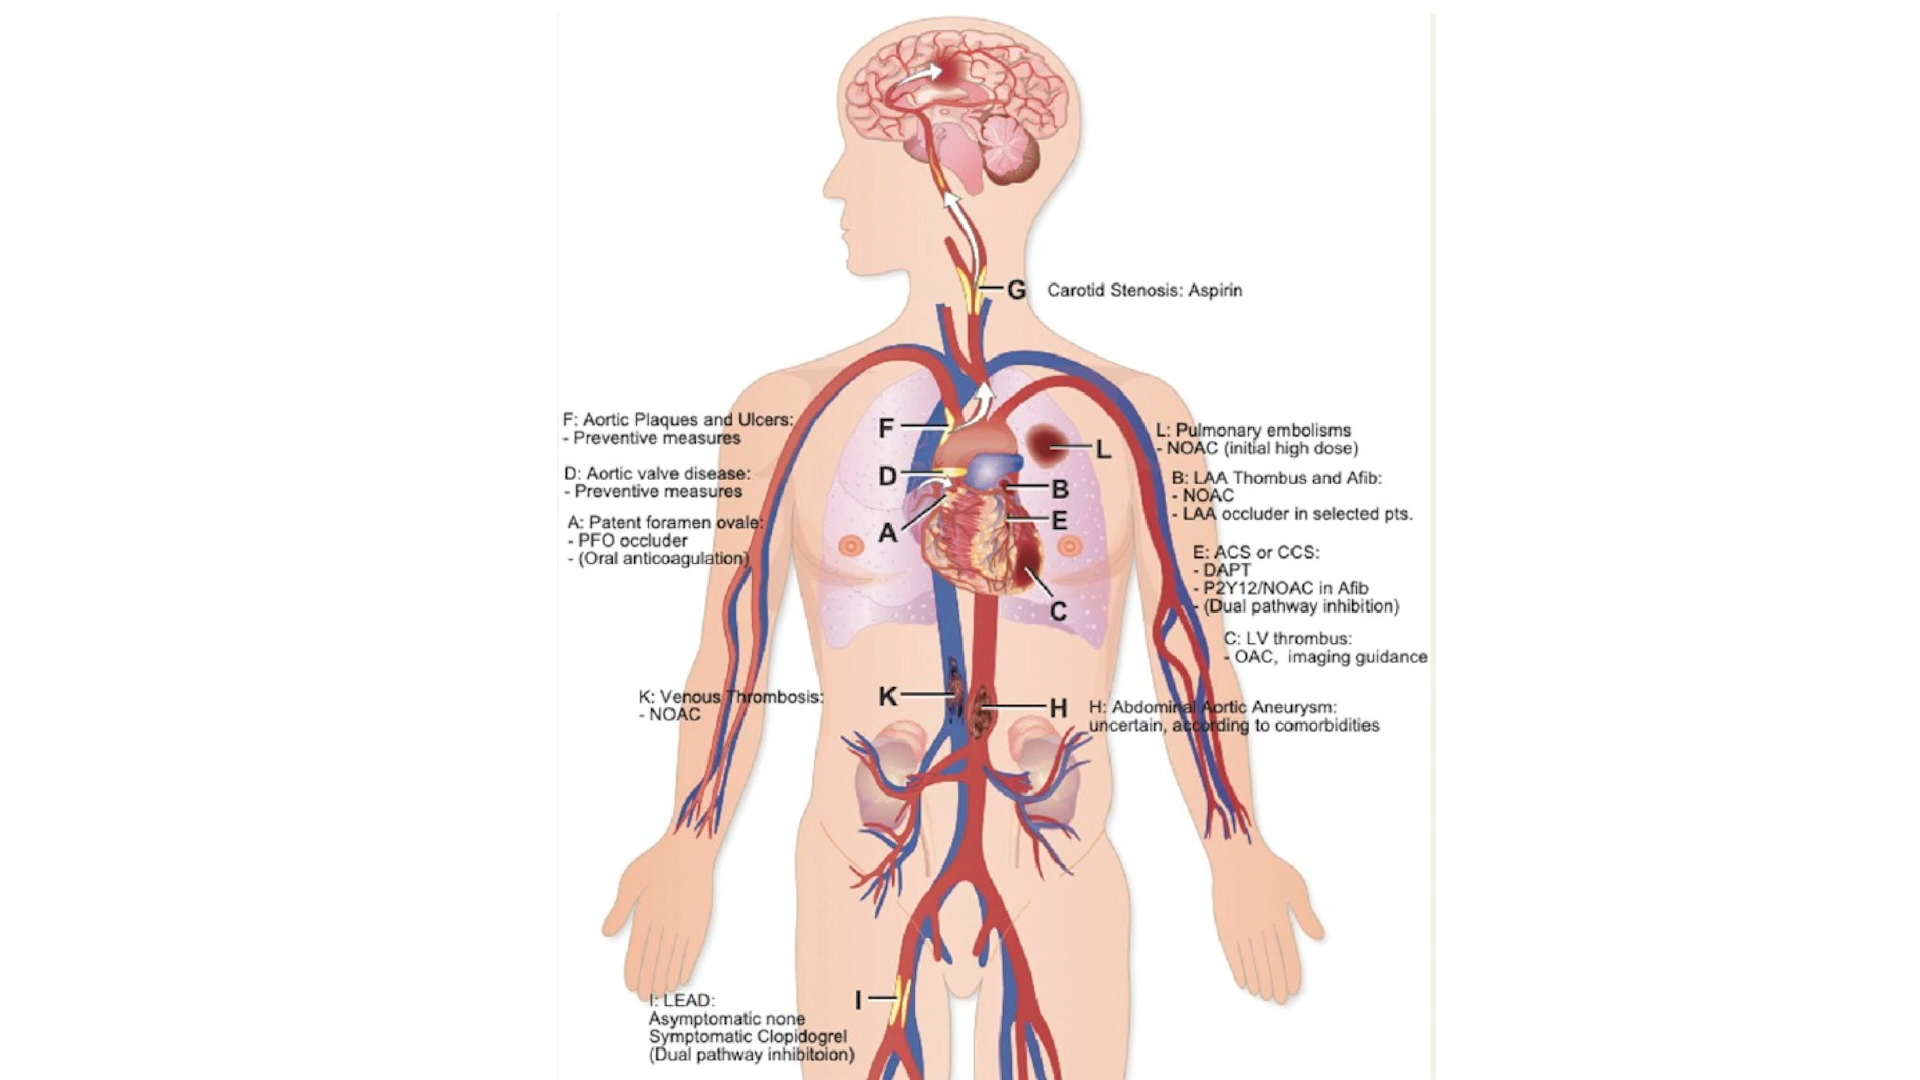 G Carotid Stenosis: Aspirin
F: Aortic Plaques and Ulcers:
- Preventive measures
F
D: Aortic valve disease:
- Preventive measures
D
A: Patent foramen ovale:
- PFO occluder
- (Oral anticoagulation)
A
L
L: Pulmonary embolisms
- NOAC (initial high dose)
B
B: LAA Thombus and Afib:
- NOAC
- LAA occluder in selected pts.
E
E: ACS or CCS:
- DAPT
- P2Y12/NOAC in Afib
- (Dual pathway inhibition)
C
C: LV thrombus:
- OAC, imaging guidance
K: Venous Thrombosis:
- NOAC
K
H
H: Abdominal Aortic Aneurysm:
uncertain, according to comorbidities
I
I: LEAD:
Asymptomatic none
Symptomatic Clopidogrel
(Dual pathway inhibitoion)